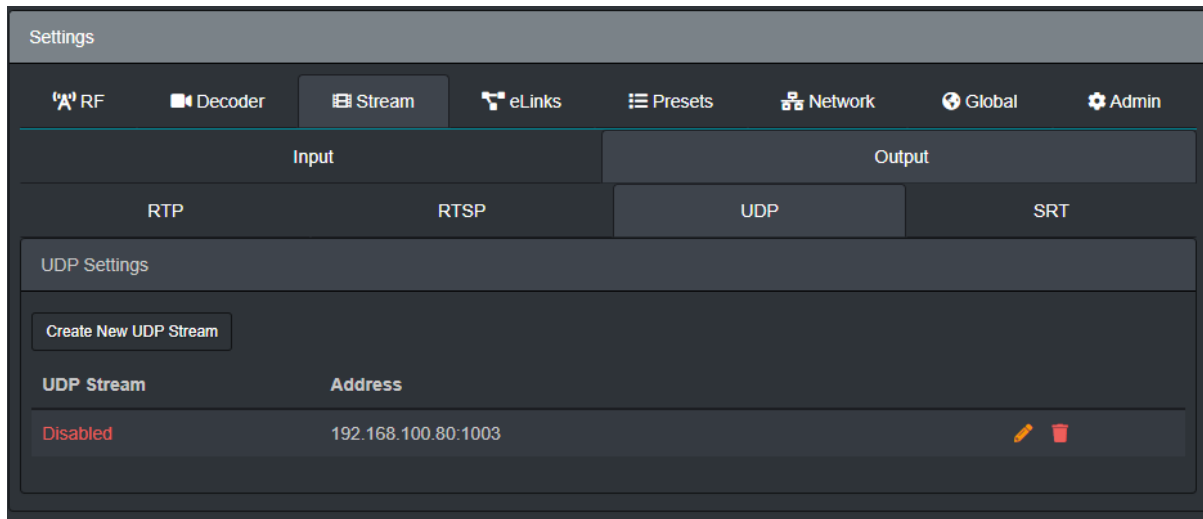 Settings
RF Decoder Stream eLinks Presets Network Global Admin
Input Output
RTP RTSP UDP SRT
UDP Settings
Create New UDP Stream
UDP Stream Address
Disabled 192.168.100.80:1003